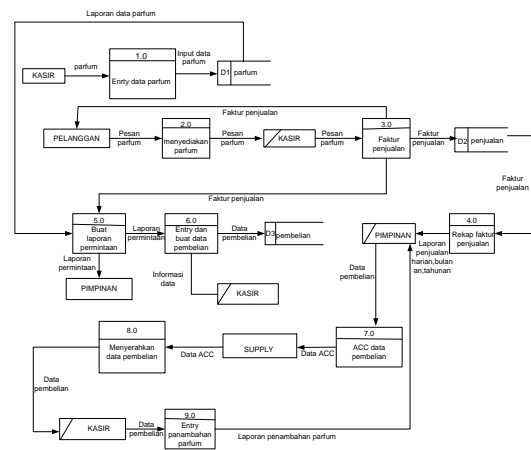 Laporan data parfum
KASIR
parfum
1.0
Enrty data parfum
Input data
parfum
D1
parfum
Faktur penjualan
PELANGGAN
Pesan
parfum
2.0
menyediakan
parfum
Pesan
parfum
KASIR
Pesan
parfum
3.0
Faktur
penjualan
Faktur
penjualan
D2
penjualan
Faktur
penjualan
Faktur penjualan
5.0
Buat
laporan
permintaan
Laporan
permintaan
6.0
Entry dan
buat data
pembelian
Data
pembelian
D3
pembelian
PIMPINAN
4.0
Rekap faktur
penjualan
Laporan
penjualan
harian,bulan
an,tahunan
Laporan
permintaan
PIMPINAN
Informasi
data
KASIR
Data
pembelian
8.0
Menyerahkan
data pembelian
Data ACC
SUPPLY
Data ACC
7.0
ACC data
pembelian
Data
pembelian
KASIR
Data
pembelian
9.0
Entry
panambahan
parfum
Laporan penambahan parfum